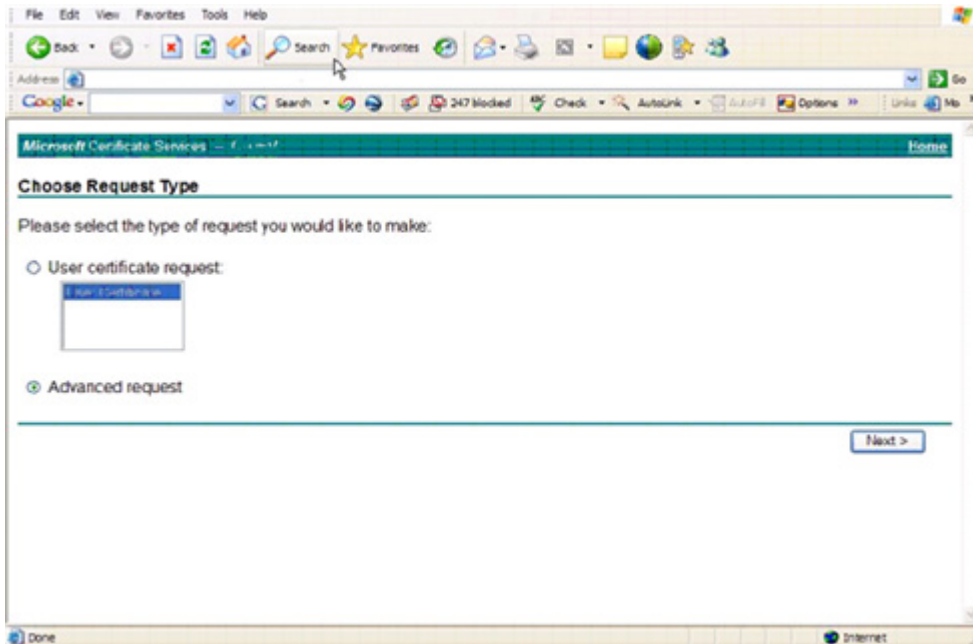 File Edit View Favorites Tools Help
Back Search Favorites
Address Go
Google Search 247 blocked Check AutoLink AutoFill Options Links Mo
Microsoft Certificate Services --
Home
Choose Request Type
Please select the type of request you would like to make:
User certificate request:
Advanced request
Next >
Done Internet